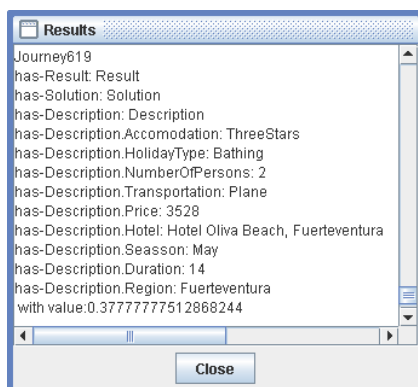 Results
Journey619
has-Result: Result
has-Solution: Solution
has-Description: Description
has-Description.Accomodation: ThreeStars
has-Description.HolidayType: Bathing
has-Description.NumberOfPersons: 2
has-Description.Transportation: Plane
has-Description.Price: 3528
has-Description.Hotel: Hotel Oliva Beach, Fuerteventura
has-Description.Seasson: May
has-Description.Duration: 14
has-Description.Region: Fuerteventura
with value:0.37777777512868244
Close